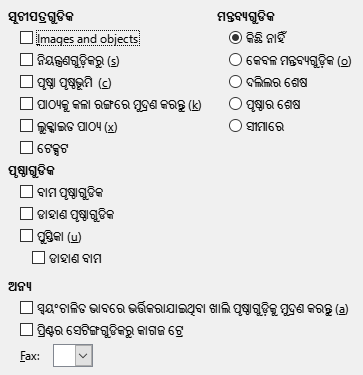 ସୂଚୀପତ୍ରଗୁଡିକ
Images and objects
ନିୟନ୍ତ୍ରଣଗୁଡ଼ିକରୁ (s)
ପୃଷ୍ଠା ପୃଷ୍ଠଭୂମି (c)
ପାଠ୍ୟକୁ କଳା ରଙ୍ଗରେ ମୁଦ୍ରଣ କରନ୍ତୁ (k)
ଲୁକ୍କାଇତ ପାଠ୍ୟ (x)
ଟେକ୍ସଟ
ମନ୍ତବ୍ୟଗୁଡିକ
କିଛି ନାହିଁ
କେବଳ ମନ୍ତବ୍ୟଗୁଡ଼ିକ (o)
ଦଲିଲର ଶେଷ
ପୃଷ୍ଠାର ଶେଷ
ସୀମାରେ
ପୃଷ୍ଠାଗୁଡିକ
ବାମ ପୃଷ୍ଠାଗୁଡିକ
ଡାହାଣ ପୃଷ୍ଠାଗୁଡିକ
ପୁସ୍ତିକା (u)
ଡାହାଣ ବାମ
ଅନ୍ୟ
ସ୍ୱୟଂଚାଳିତ ଭାବରେ ଭର୍ତ୍ତିକରାଯାଇଥିବା ଖାଲି ପୃଷ୍ଠାଗୁଡ଼ିକୁ ମୁଦ୍ରଣ କରନ୍ତୁ (a)
ପ୍ରିଣ୍ଟର ସେଟିଙ୍ଗଗୁଡିକରୁ କାଗଜ ଟ୍ରେ
Fax: